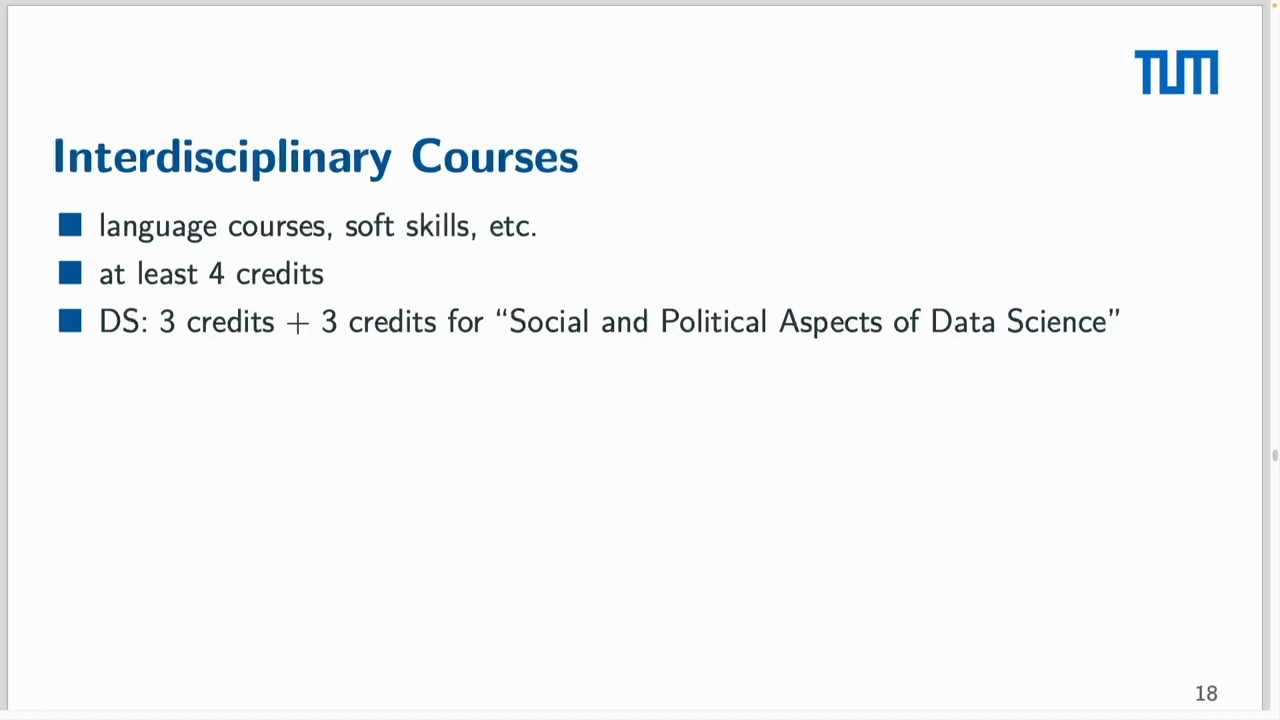 TUM
Interdisciplinary Courses
language courses, soft skills, etc.
at least 4 credits
DS: 3 credits + 3 credits for “Social and Political Aspects of Data Science”
18